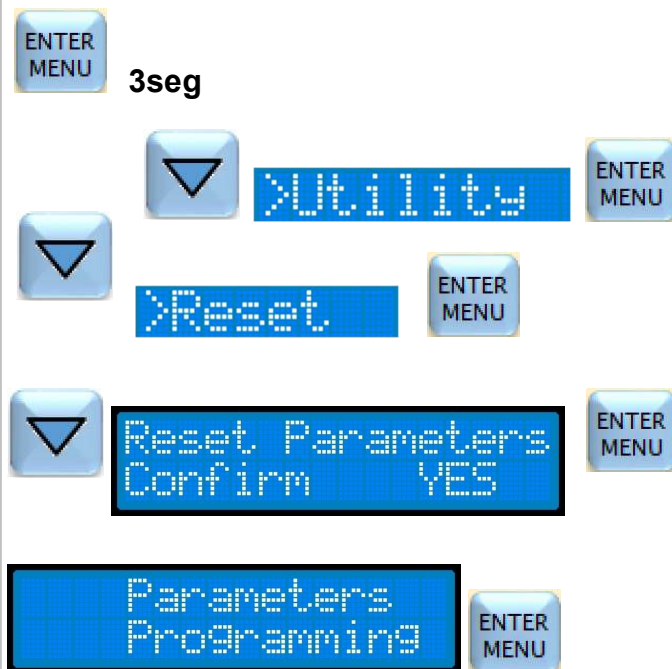 ENTER
MENU
3seg
>Utility
ENTER
MENU
>Reset
ENTER
MENU
Reset Parameters
Confirm YES
ENTER
MENU
Parameters
Programming
ENTER
MENU